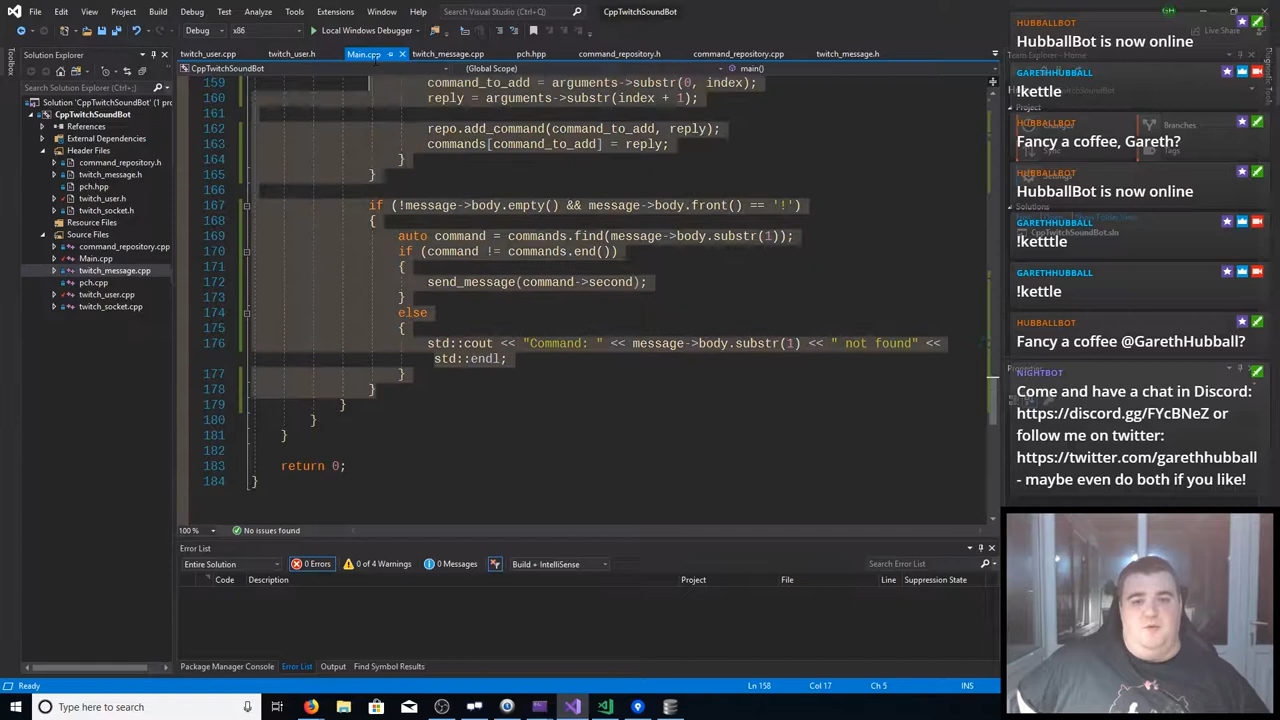 File Edit View Project Build Debug Test Analyze Tools Extensions Window Help Search Visual Studio CppTwitchSoundBot GH
Debug x86 Local Windows Debugger Live Share
Solution Explorer
twitch_user.cpp twitch_user.h Main.cpp twitch_message.cpp pch.hpp command_repository.h command_repository.cpp twitch_message.h
CppTwitchSoundBot (Global Scope) main()
Search Solution Explorer
Solution 'CppTwitchSoundBot' (1 pro
CppTwitchSoundBot
References
External Dependencies
Header Files
command_repository.h
twitch_message.h
pch.hpp
twitch_user.h
twitch_socket.h
Resource Files
Source Files
command_repository.cpp
Main.cpp
twitch_message.cpp
pch.cpp
twitch_user.cpp
twitch_socket.cpp
159 command_to_add = arguments->substr(0, index);
160 reply = arguments->substr(index + 1);
161
162 repo.add_command(command_to_add, reply);
163 commands[command_to_add] = reply;
164 }
165 }
166
167 if (!message->body.empty() && message->body.front() == '!')
168 {
169 auto command = commands.find(message->body.substr(1));
170 if (command != commands.end())
171 {
172 send_message(command->second);
173 }
174 else
175 {
176 std::cout << "Command: " << message->body.substr(1) << " not found" <<
std::endl;
177 }
178 }
179 }
180 }
181 }
182
183 return 0;
184 }
100 % No issues found
Error List
Entire Solution 0 Errors 0 of 4 Warnings 0 Messages Build + IntelliSense Search Error List
Code Description Project File Line Suppression State
Package Manager Console Error List Output Find Symbol Results
Ready Ln 158 Col 17 Ch 5 INS
Type here to search
HUBBALLBOT
HubballBot is now online
GARETHHUBBALL
!kettle
HUBBALLBOT
Fancy a coffee, Gareth?
HUBBALLBOT
HubballBot is now online
GARETHHUBBALL
!ketttle
GARETHHUBBALL
!kettle
HUBBALLBOT
Fancy a coffee @GarethHubball?
NIGHTBOT
Come and have a chat in Discord:
https://discord.gg/FYcBNeZ or
follow me on twitter:
https://twitter.com/garethhubball
- maybe even do both if you like!
Team Explorer - Home
Project
Changes Branches
Sync Tags
Settings
Solutions
CppTwitchSoundBot.sln
Properties
Diagnostic Tools